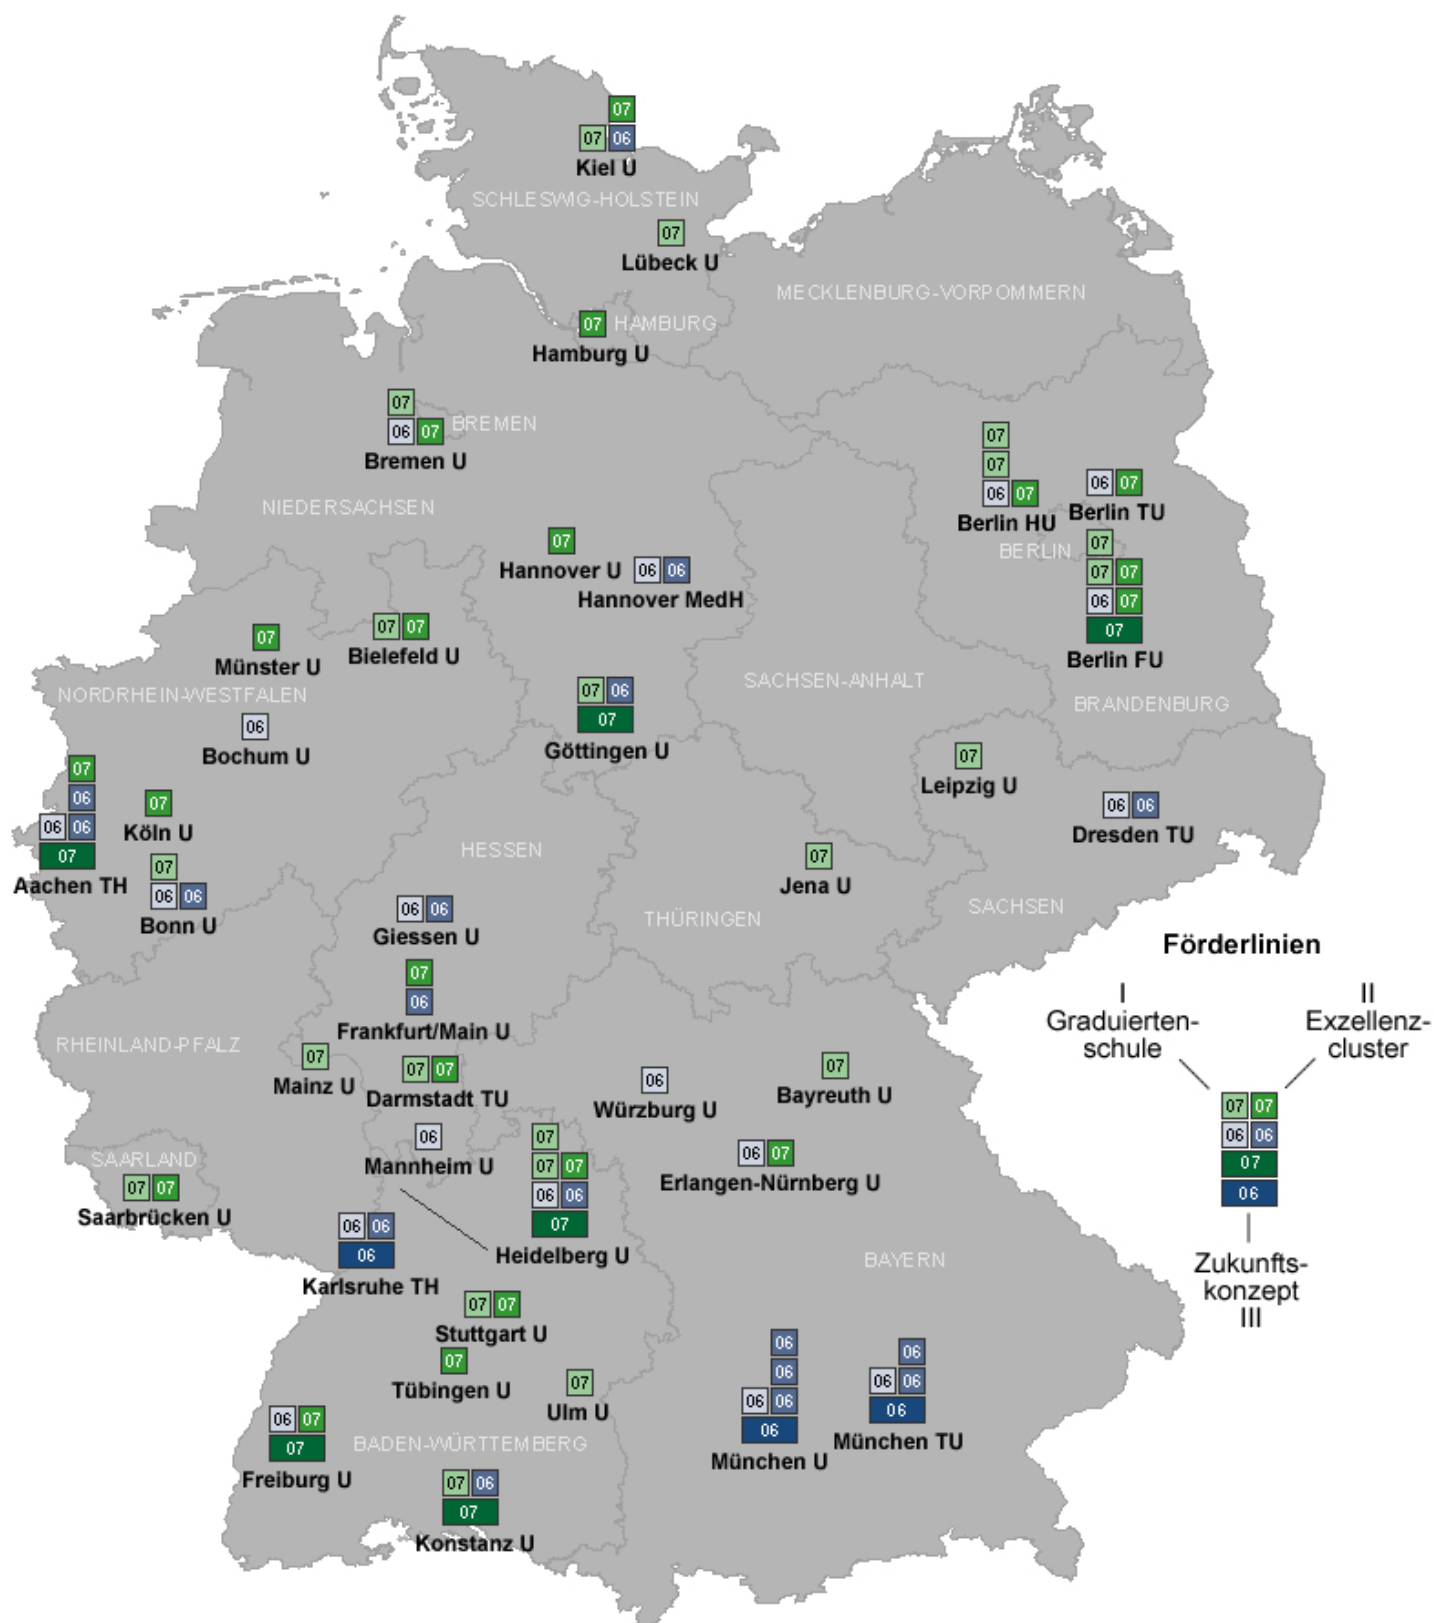 07
07 06
Kiel U
SCHLESWIG-HOLSTEIN
07
Lübeck U
MECKLENBURG-VORPOMMERN
07 HAMBURG
Hamburg U
07
06 07 BREMEN
Bremen U
07
07
06 07
Berlin HU
06 07
Berlin TU
NIEDERSACHSEN
07
Hannover U
06 06
Hannover MedH
BERLIN
07
07 07
06 07
07
Berlin FU
07
Münster U
07 07
Bielefeld U
NORDRHEIN-WESTFALEN
07 06
07
Göttingen U
SACHSEN-ANHALT
BRANDENBURG
06
Bochum U
07
Leipzig U
07
06
06 06
07
Aachen TH
07
Köln U
06 06
Dresden TU
HESSEN
07
06 06
Bonn U
07
Jena U
06 06
Giessen U
THÜRINGEN
SACHSEN
07
06
Frankfurt/Main U
RHEINLAND-PFALZ
07
Mainz U
07 07
Darmstadt TU
06
Würzburg U
07
Bayreuth U
06
Mannheim U
07
07 07
06 06
07
Heidelberg U
06 07
Erlangen-Nürnberg U
SAARLAND
07 07
Saarbrücken U
06 06
06
Karlsruhe TH
BAYERN
07 07
Stuttgart U
07
Tübingen U
07
Ulm U
06
06
06 06
06
München U
06
06 06
06
München TU
06 07
07
Freiburg U
BADEN-WÜRTTEMBERG
07 06
07
Konstanz U
Förderlinien
I
Graduierten-
schule
II
Exzellenz-
cluster
07 07
06 06
07
06
Zukunfts-
konzept
III